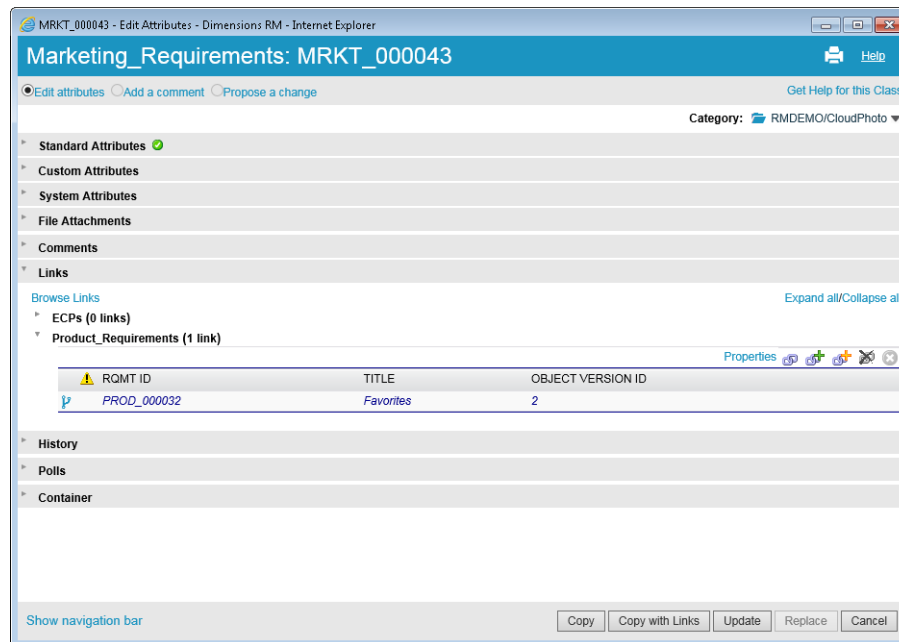 MRKT_000043 - Edit Attributes - Dimensions RM - Internet Explorer
Marketing_Requirements: MRKT_000043
Help
Edit attributes Add a comment Propose a change
Get Help for this Class
Category: RMDEMO/CloudPhoto
Standard Attributes
Custom Attributes
System Attributes
File Attachments
Comments
Links
Browse Links
Expand all/Collapse al
ECPs (0 links)
Product_Requirements (1 link)
Properties
RQMT ID TITLE OBJECT VERSION ID
PROD_000032 Favorites 2
History
Polls
Container
Show navigation bar
Copy Copy with Links Update Replace Cancel